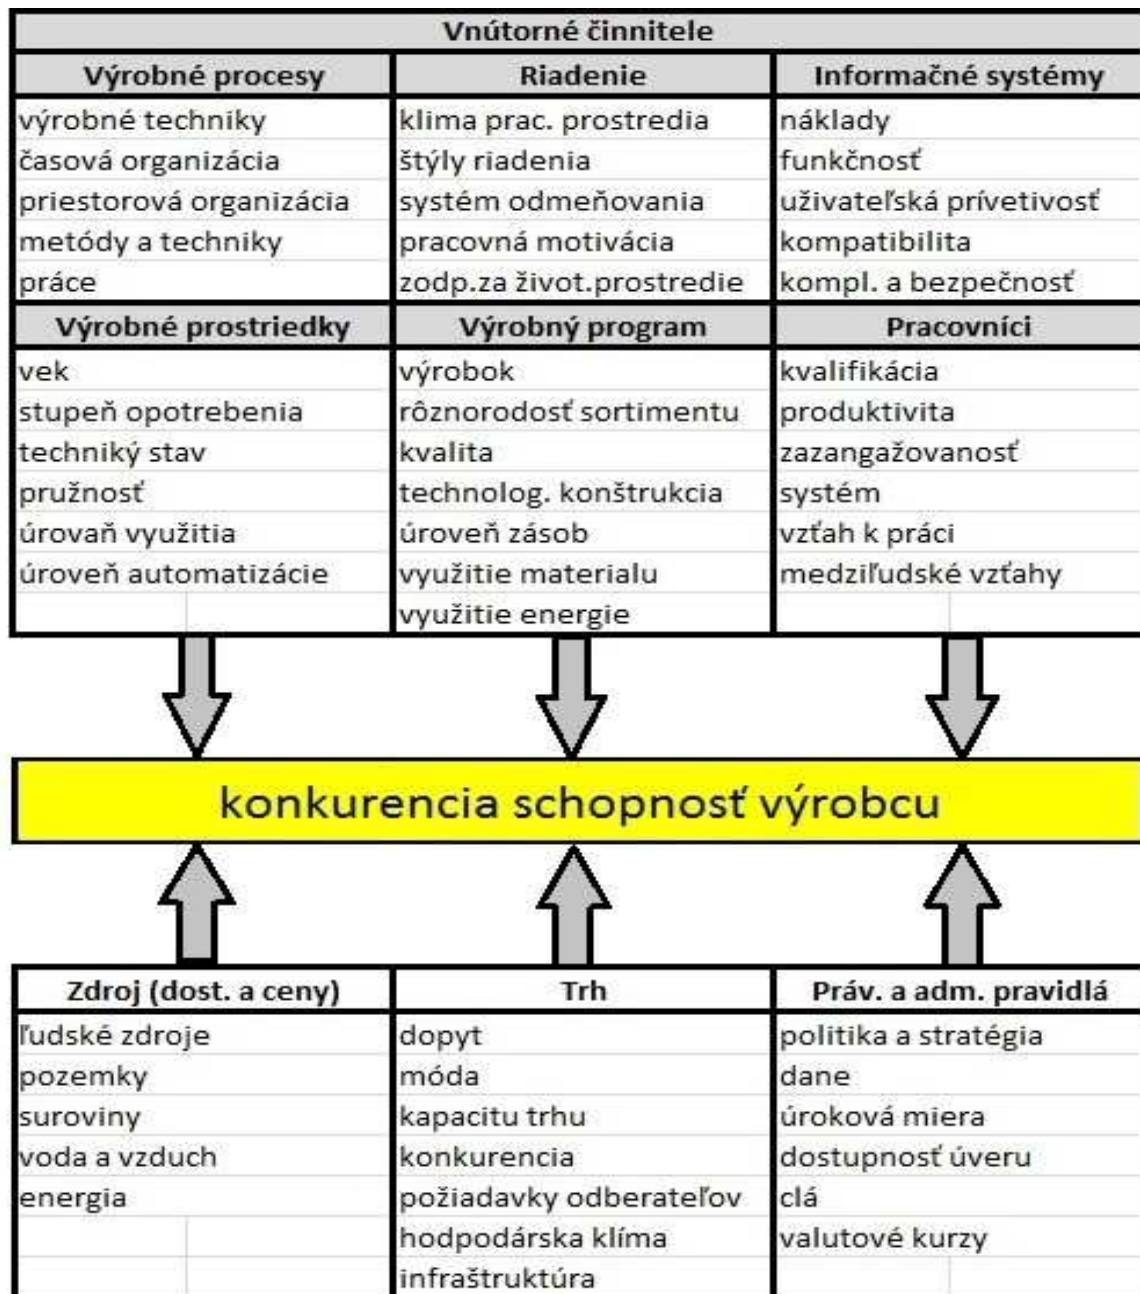 Vnútorné činnitele
Výrobné procesy
výrobné techniky
časová organizácia
priestorová organizácia
metódy a techniky
práce
Riadenie
klima prac. prostredia
štýly riadenia
systém odmeňovania
pracovná motivácia
zodp.za život.prostredie
Informačné systémy
náklady
funkčnosť
uživateľská prívetivosť
kompatibilita
kompl. a bezpečnosť
Výrobné prostriedky
vek
stupeň opotrebenia
techniký stav
pružnosť
úrovaň využitia
úroveň automatizácie
Výrobný program
výrobok
rôznorodosť sortimentu
kvalita
technolog. konštrukcia
úroveň zásob
využitie materialu
využitie energie
Pracovníci
kvalifikácia
produktivita
zazangažovanosť
systém
vzťah k práci
medziľudské vzťahy
konkurencia schopnosť výrobcu
Zdroj (dost. a ceny)
ľudské zdroje
pozemky
suroviny
voda a vzduch
energia
Trh
dopyt
móda
kapacitu trhu
konkurencia
požiadavky odberateľov
hodpodárska klíma
infraštruktúra
Práv. a adm. pravidlá
politika a stratégia
dane
úroková miera
dostupnosť úveru
clá
valutové kurzy